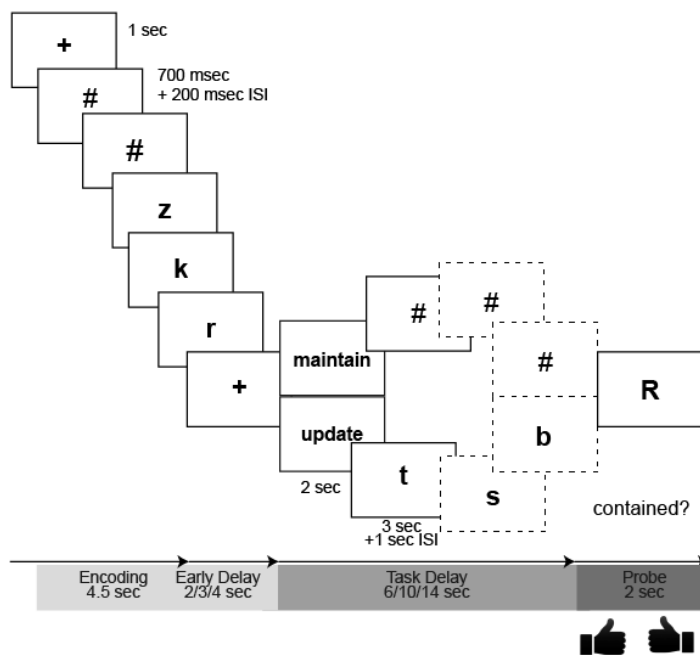 +
1 sec
#
700 msec
+ 200 msec ISI
#
z
k
r
+
maintain
#
#
#
update
2 sec
t
3 sec
+1 sec ISI
s
b
R
contained?
Encoding
4.5 sec
Early Delay
2/3/4 sec
Task Delay
6/10/14 sec
Probe
2 sec